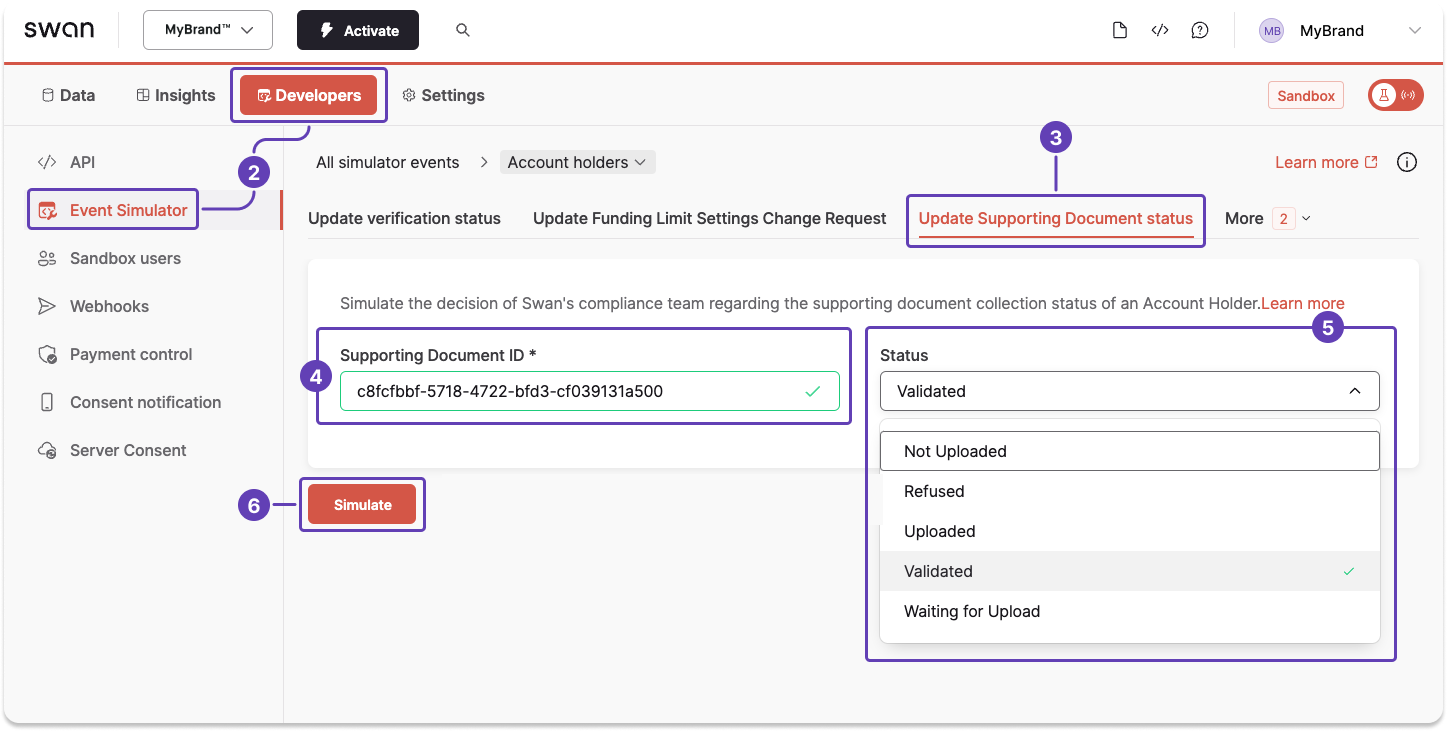 swan
MyBrand™
Activate
MB
MyBrand
Data
Insights
Developers
Settings
Sandbox
2
3
API
All simulator events
Account holders
Learn more
Event Simulator
Update verification status
Update Funding Limit Settings Change Request
Update Supporting Document status
More
2
Sandbox users
Webhooks
Payment control
Consent notification
Server Consent
Simulate the decision of Swan's compliance team regarding the supporting document collection status of an Account Holder.Learn more
4
Supporting Document ID *
c8fcfbbf-5718-4722-bfd3-cf039131a500
5
Status
Validated
Not Uploaded
Refused
Uploaded
Validated
Waiting for Upload
6
Simulate